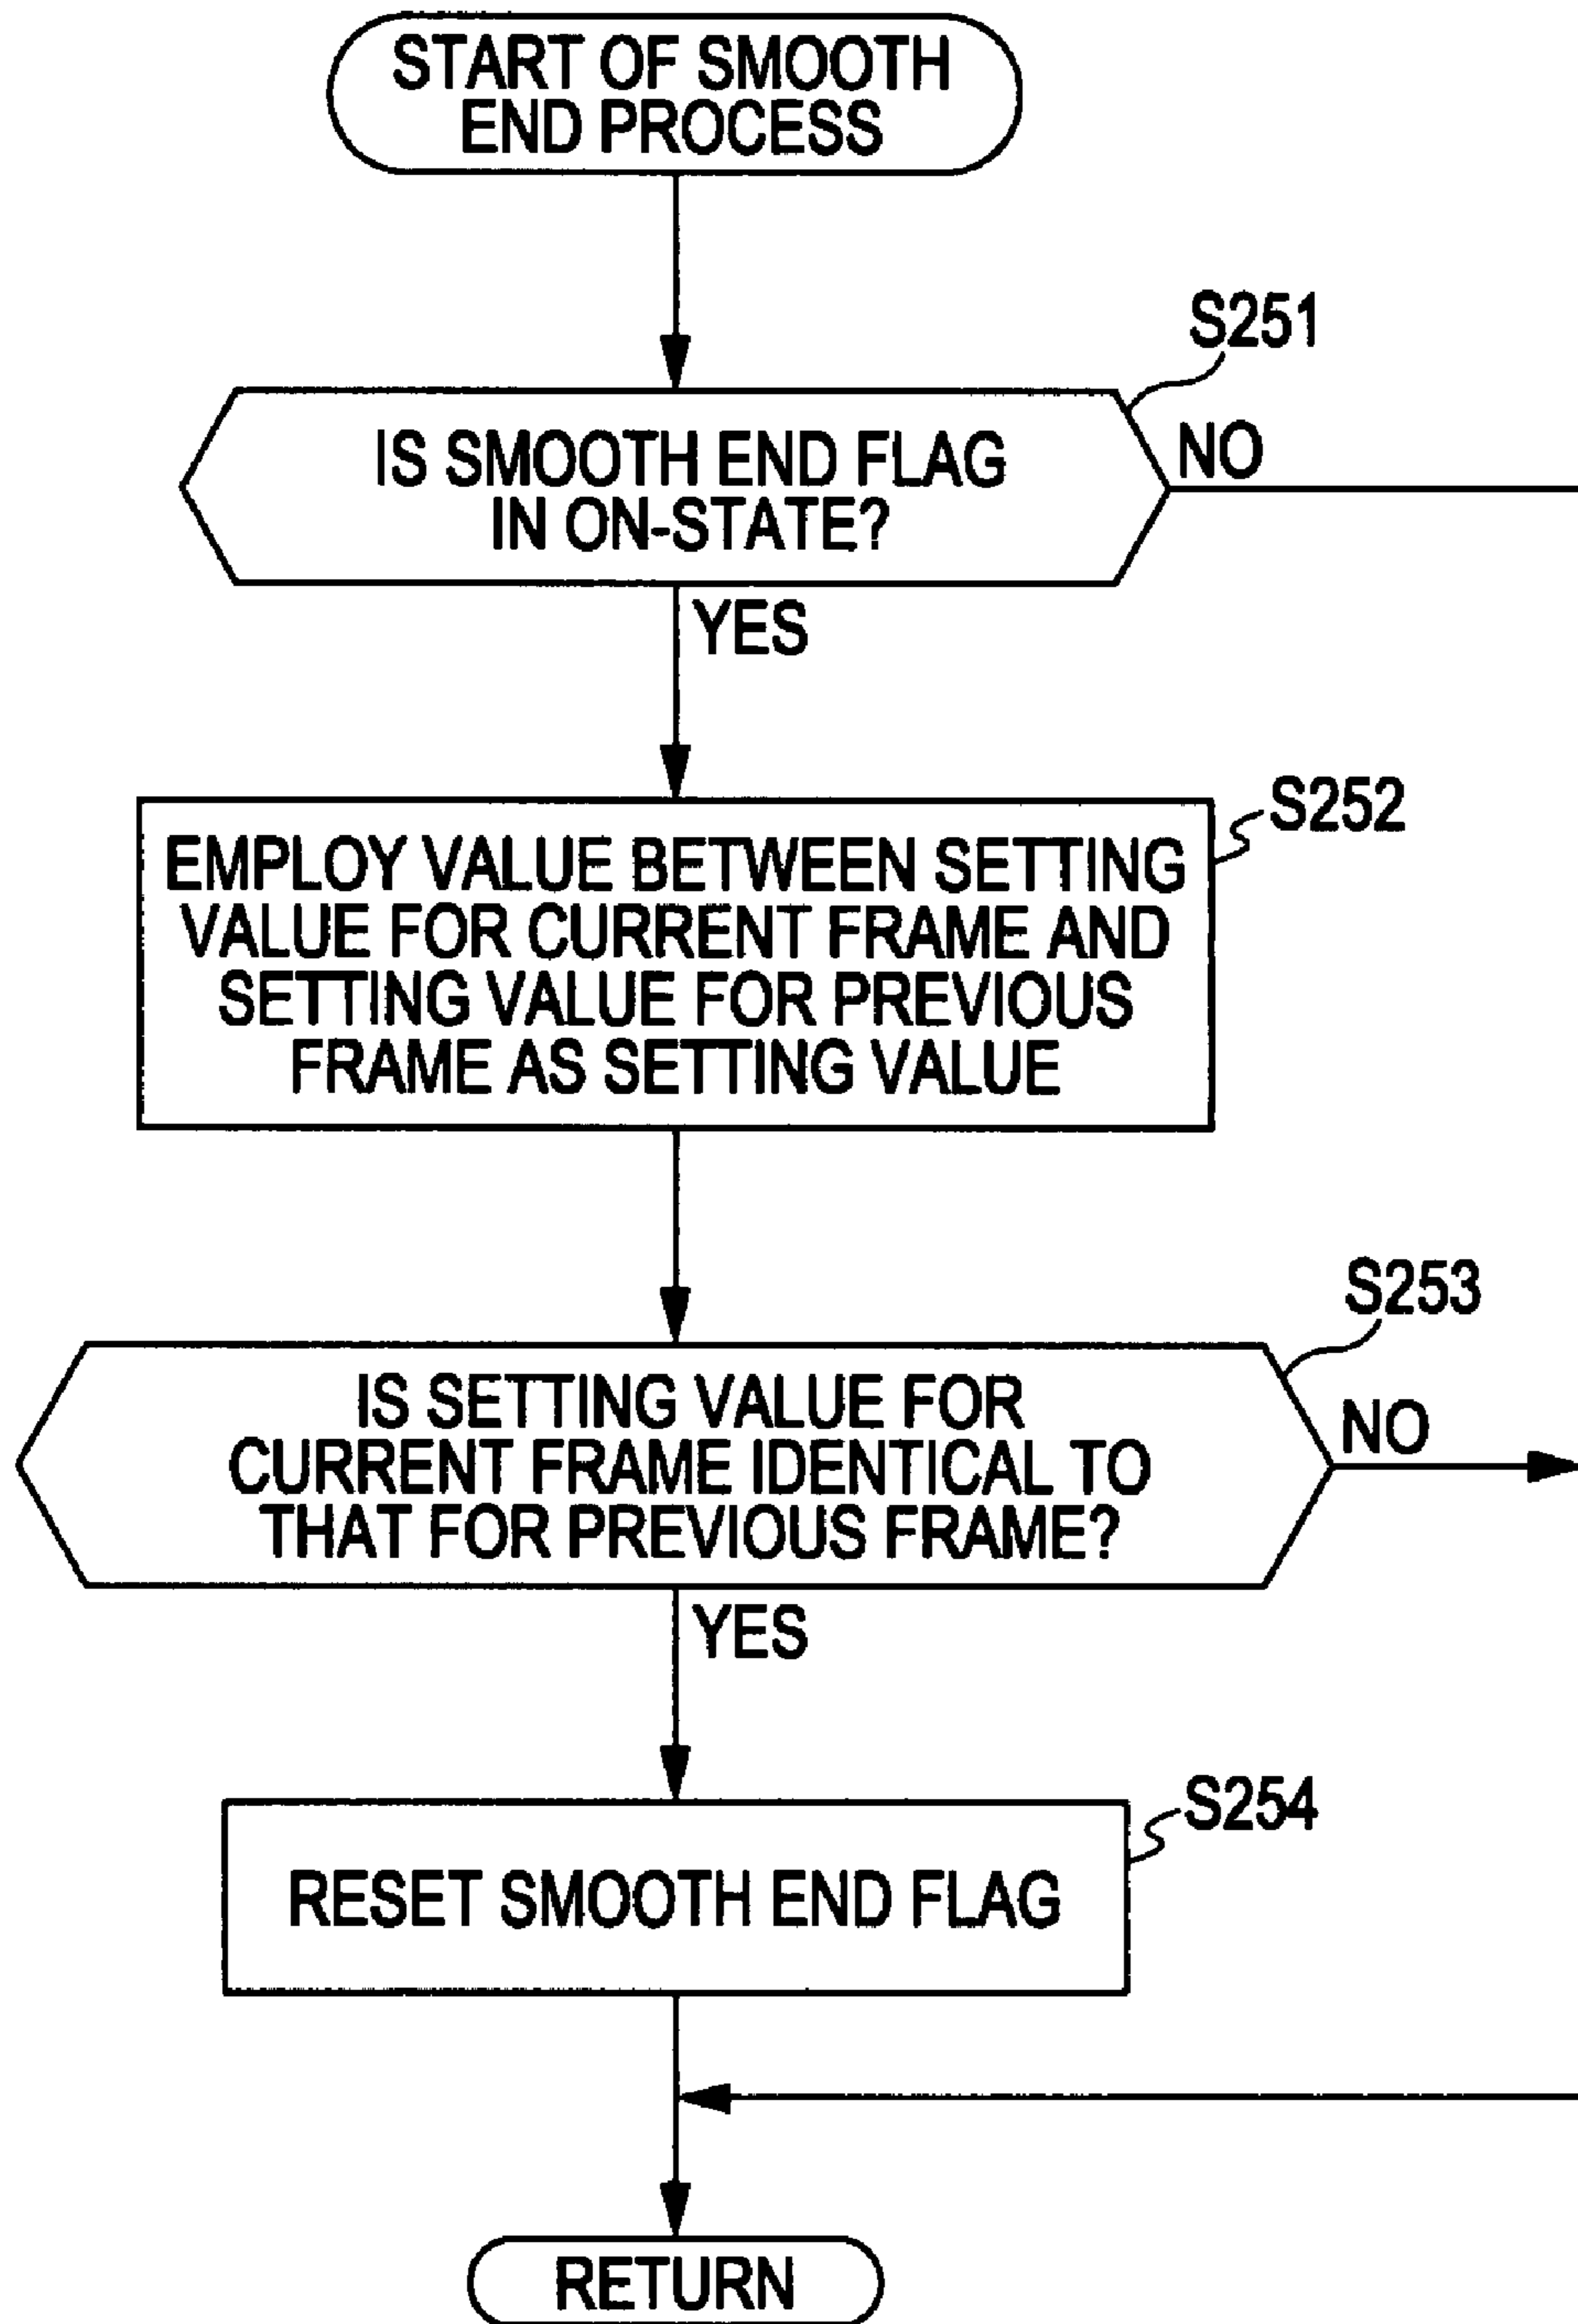 START OF SMOOTH
END PROCESS
S251
IS SMOOTH END FLAG
IN ON-STATE?
NO
YES
S252
EMPLOY VALUE BETWEEN SETTING
VALUE FOR CURRENT FRAME AND
SETTING VALUE FOR PREVIOUS
FRAME AS SETTING VALUE
S253
IS SETTING VALUE FOR
CURRENT FRAME IDENTICAL TO
THAT FOR PREVIOUS FRAME?
NO
YES
S254
RESET SMOOTH END FLAG
RETURN